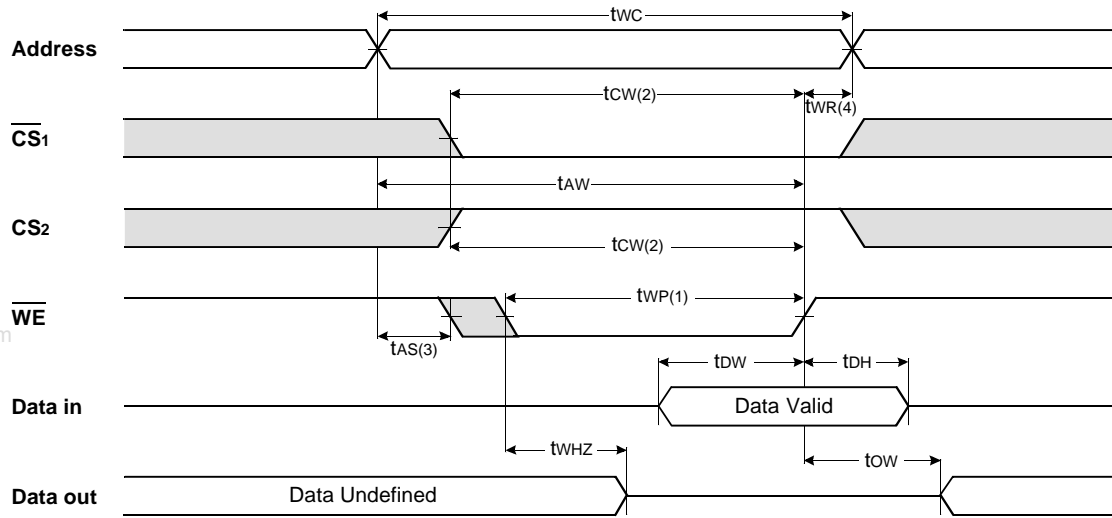 tWC
Address
tCW(2)
tWR(4)
CS1
tAW
CS2
tCW(2)
tWP(1)
WE
m
tAS(3)
tDW
tDH
Data in
Data Valid
tWHZ
tOW
Data out
Data Undefined